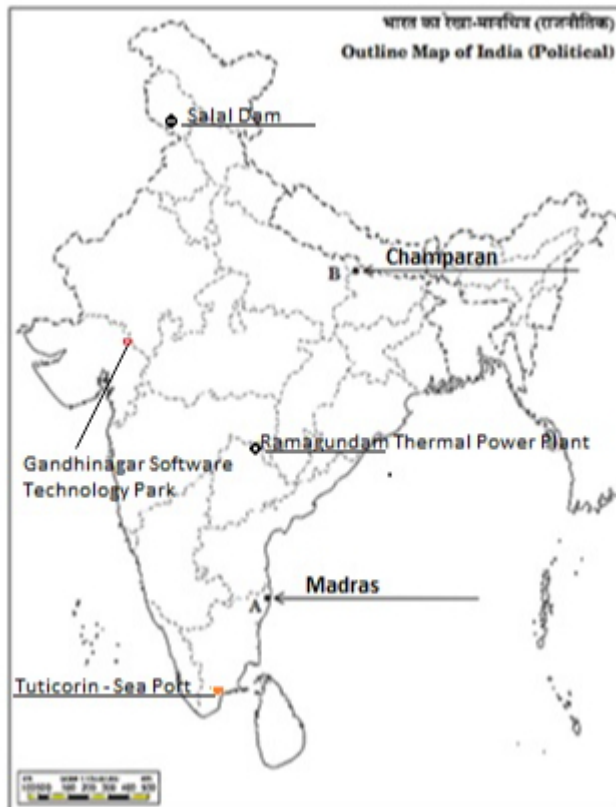 भारत का रेखा-मानचित्र (राजनीतिक)
Outline Map of India (Political)
Salal Dam
Champaran
B
Ramagundam Thermal Power Plant
Gandhinagar Software
Technology Park
Madras
A
Tuticorin - Sea Port